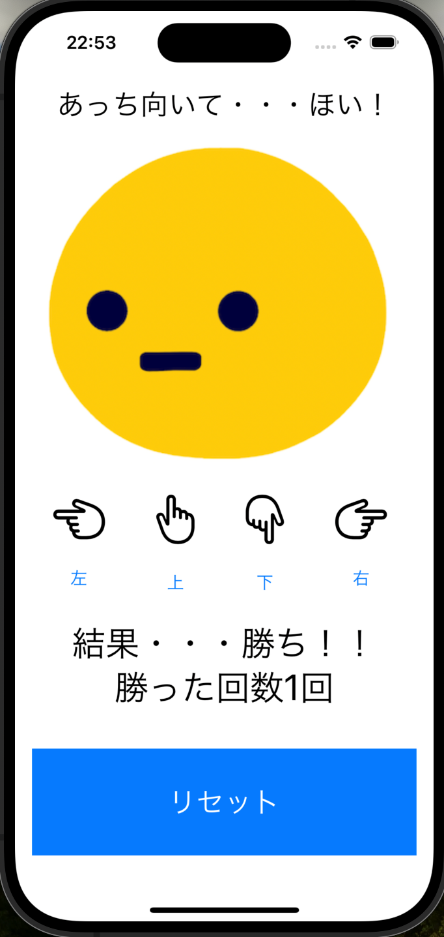 22:53
あっち向いて・・・ほい！
左 上 下 右
結果・・・勝ち！！
勝った回数1回
リセット